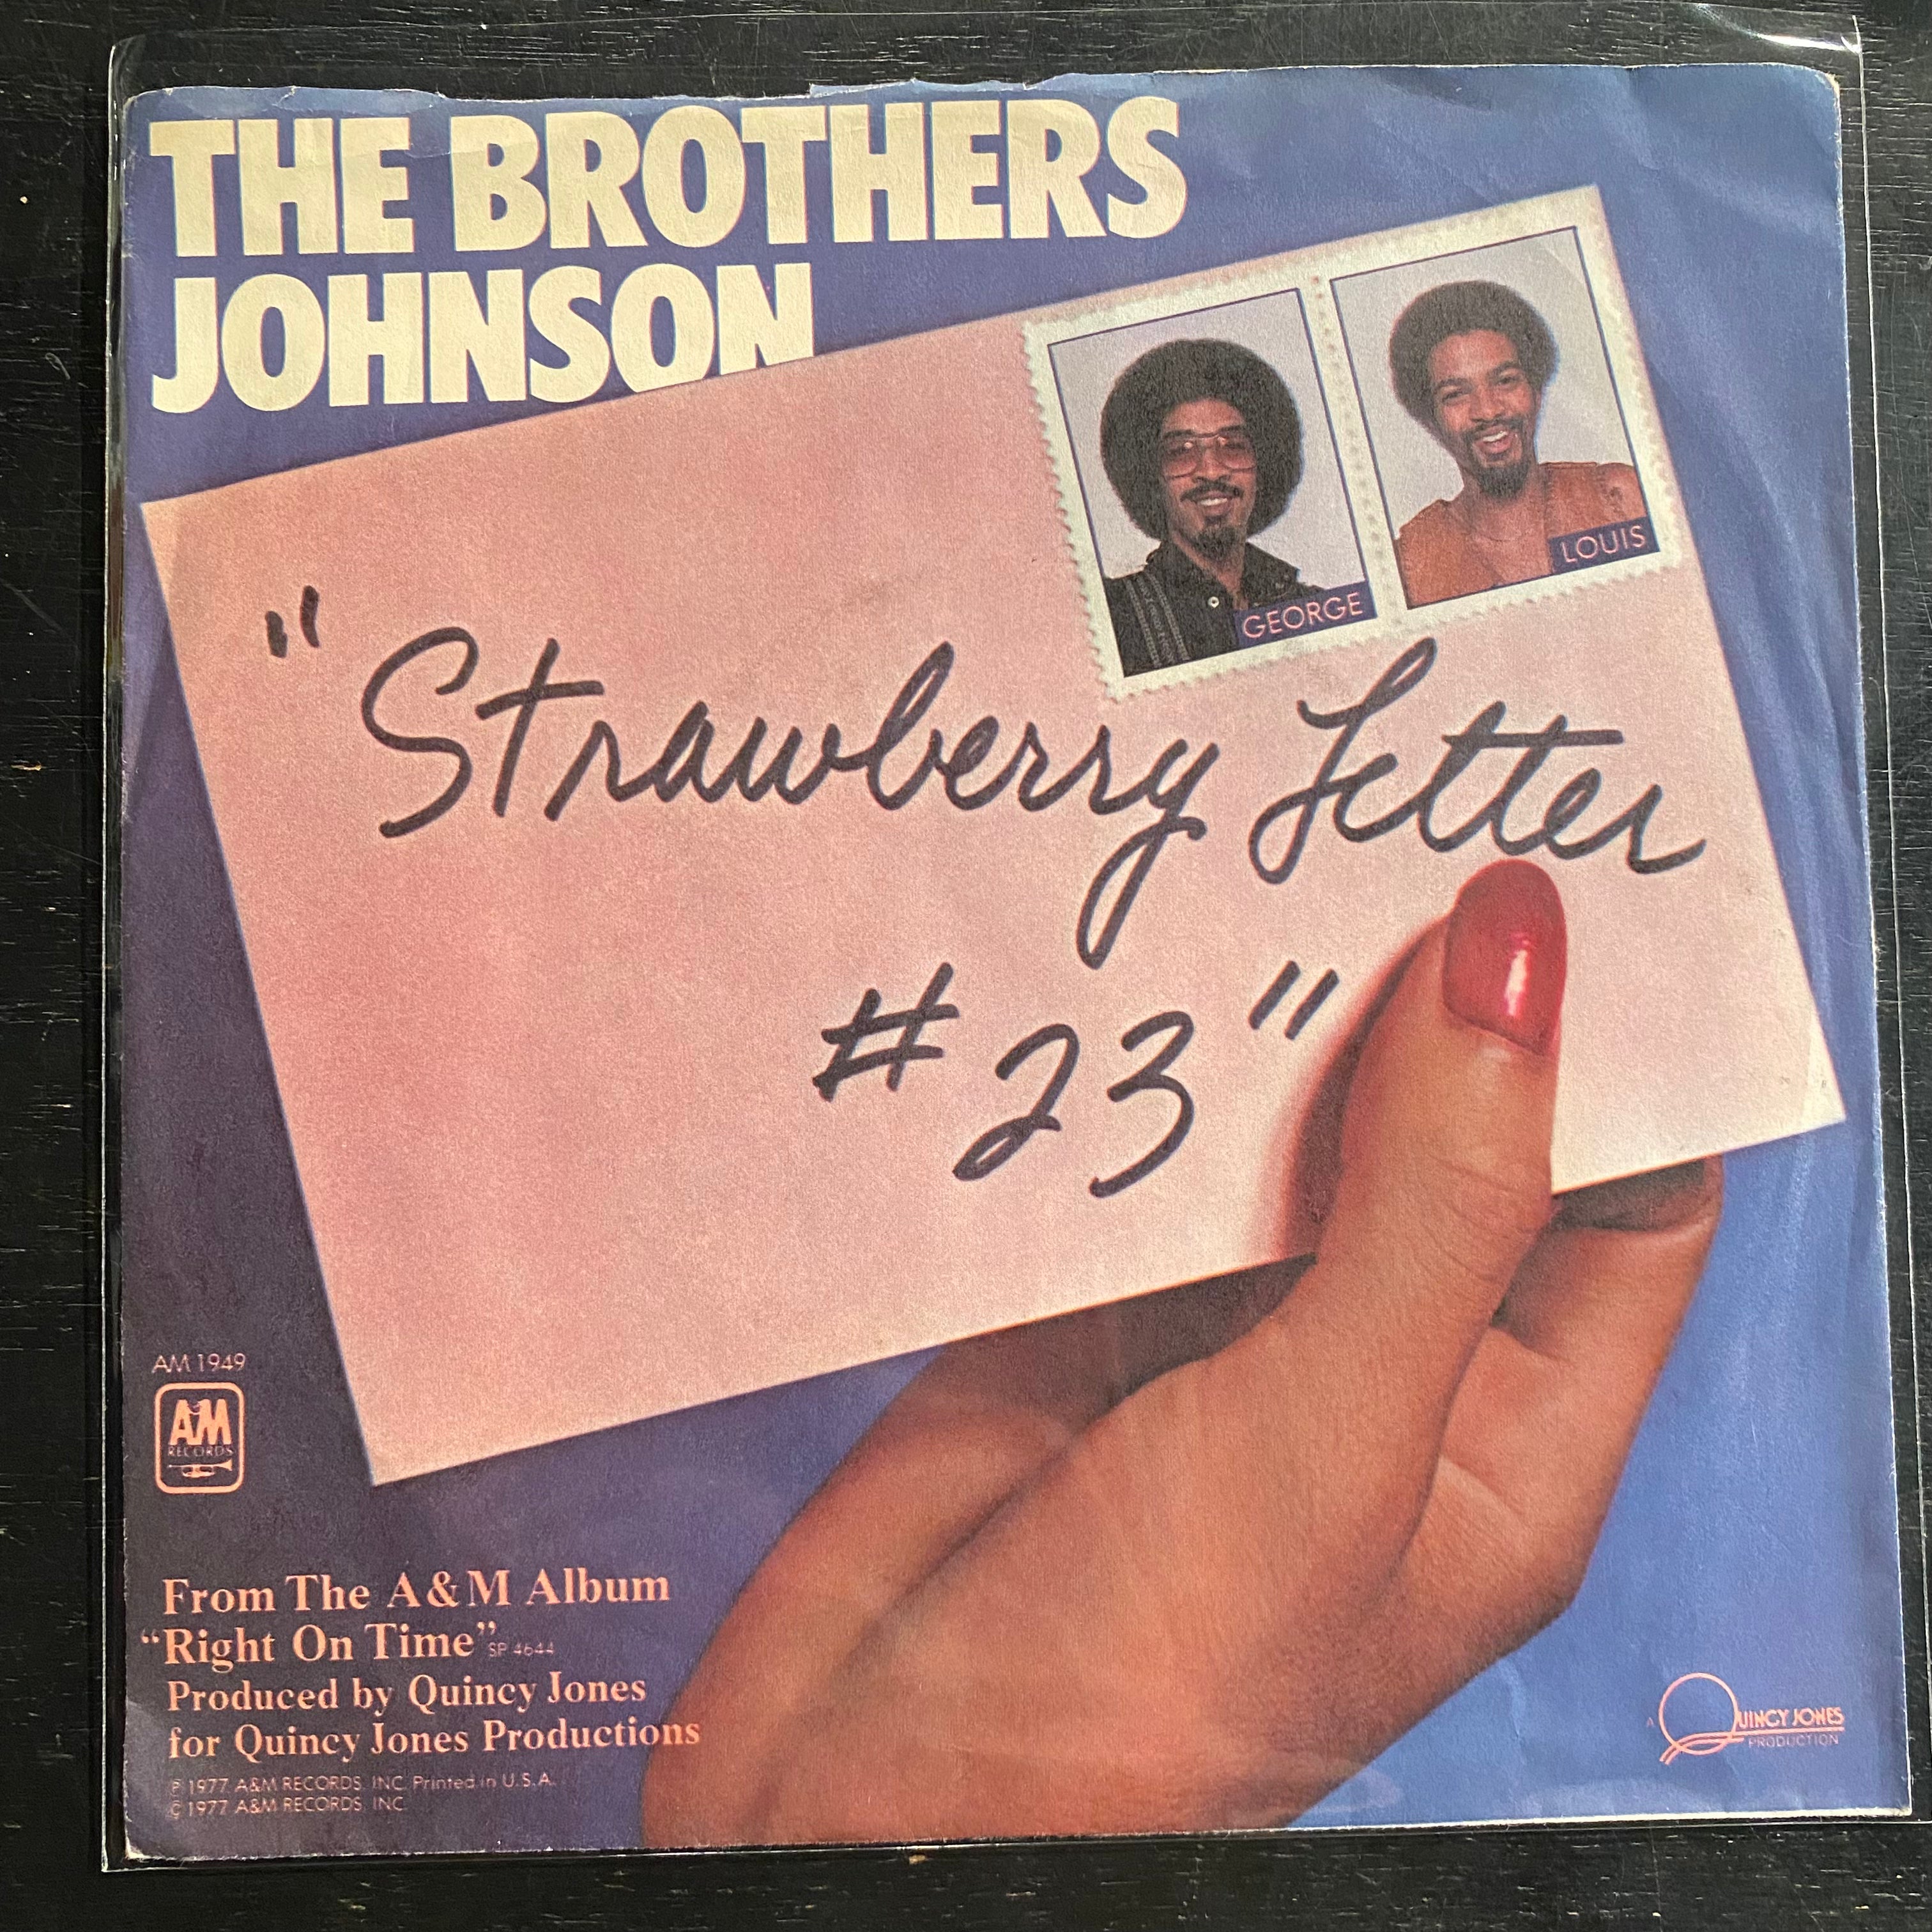 THE BROTHERS
JOHNSON
GEORGE
LOUIS
"Strawberry Letter
#23"
AM 1949
A&M
RECORDS
From The A&M Album
“Right On Time” SP 4644
Produced by Quincy Jones
for Quincy Jones Productions
℗ 1977 A&M RECORDS, INC. Printed in U.S.A.
© 1977 A&M RECORDS, INC.
A QUINCY JONES
PRODUCTION